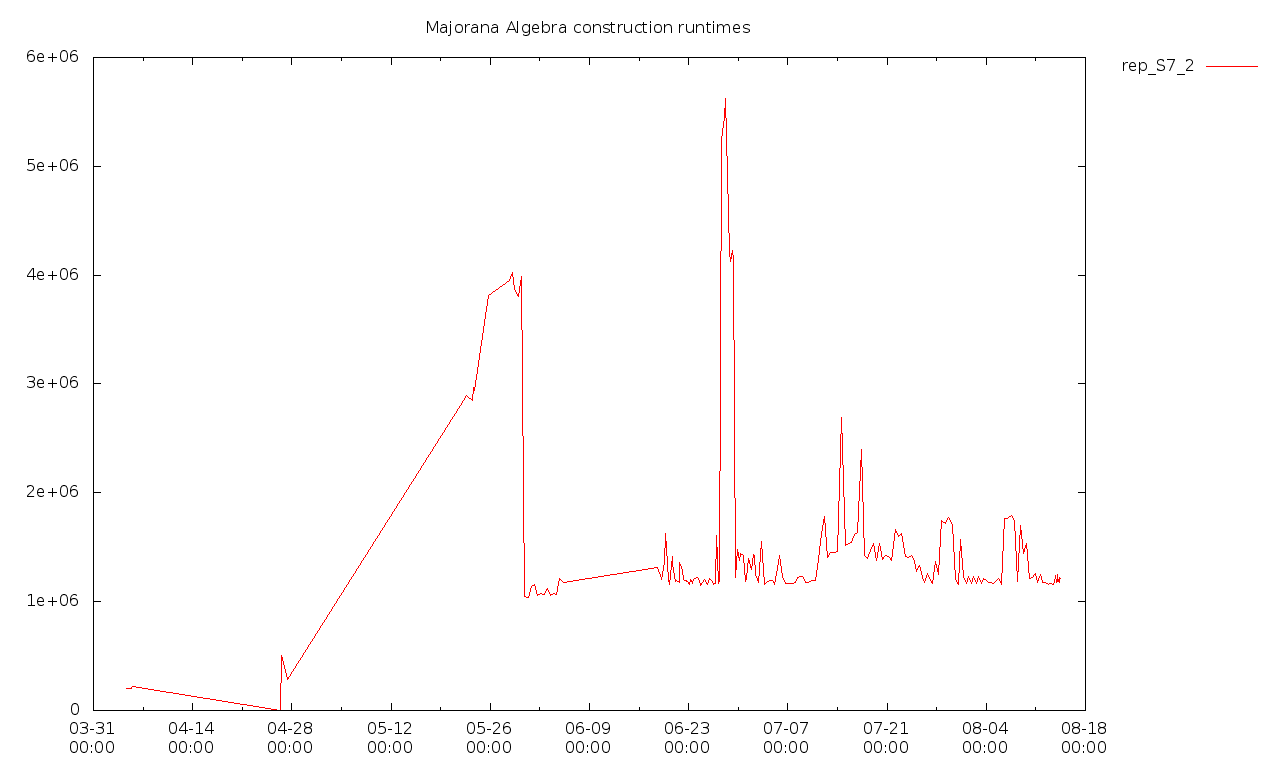 Majorana Algebra construction runtimes
rep_S7_2
6e+06
5e+06
4e+06
3e+06
2e+06
1e+06
0
03-31 04-14 04-28 05-12 05-26 06-09 06-23 07-07 07-21 08-04 08-18
00:00 00:00 00:00 00:00 00:00 00:00 00:00 00:00 00:00 00:00 00:00